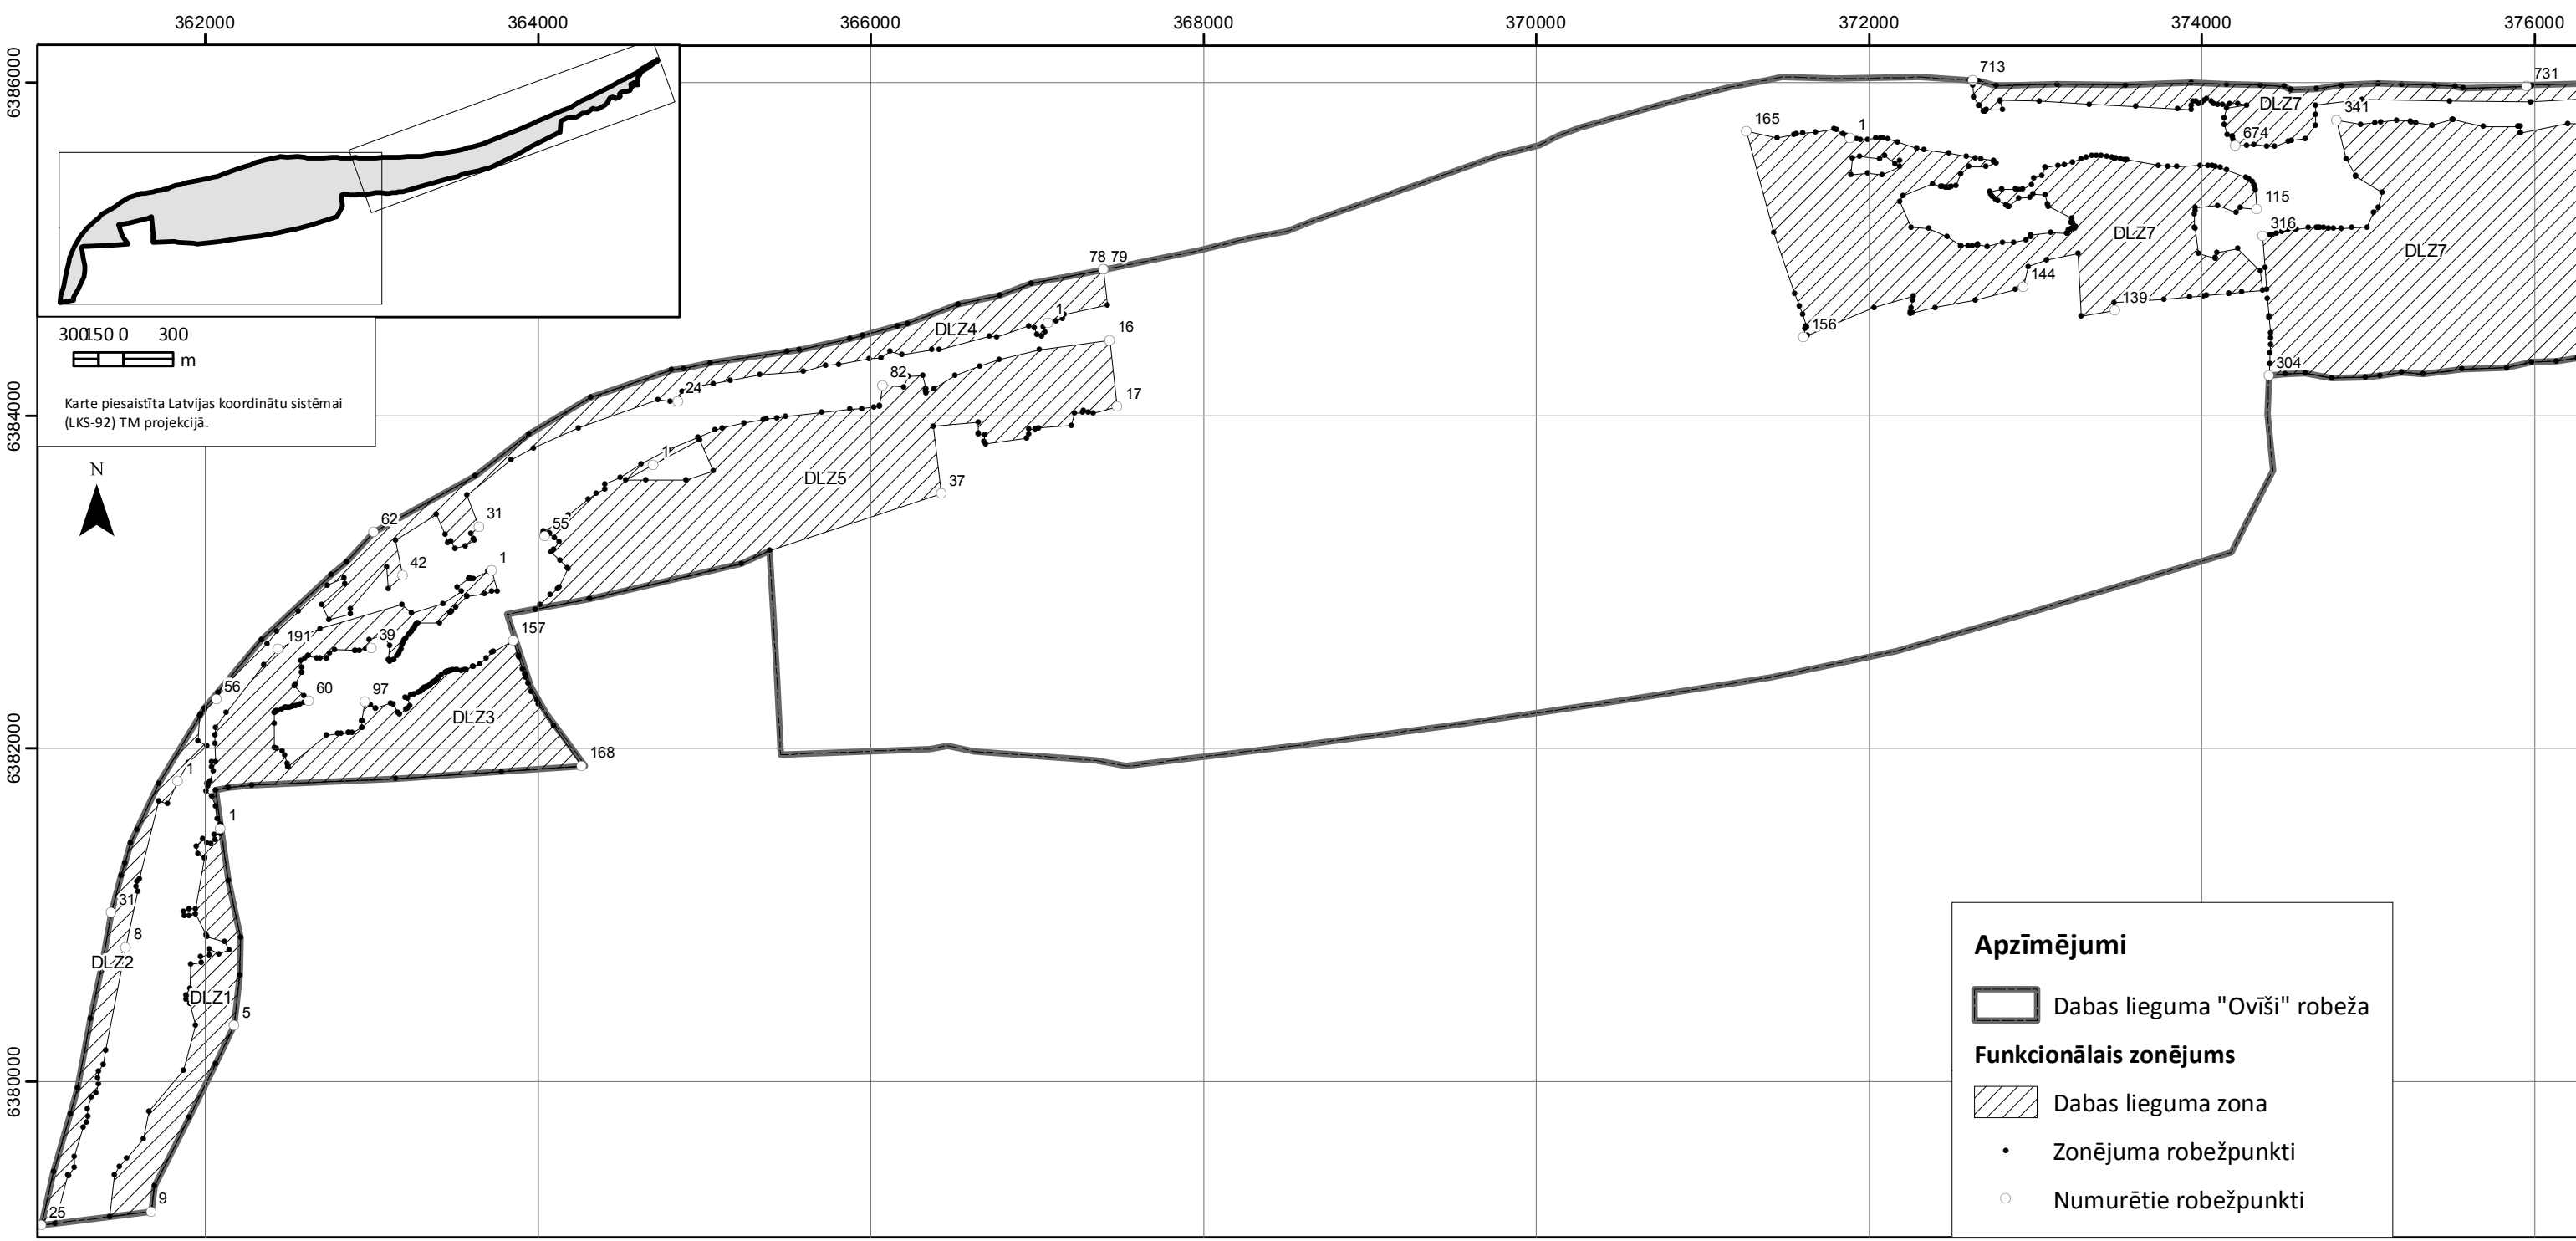 362000
364000
366000
368000
370000
372000
374000
376000
6386000
6384000
6382000
6380000
300 150 0 300
m
Karte piesaistīta Latvijas koordinātu sistēmai
(LKS-92) TM projekcijā.
N
713
731
DLZ7
341
674
165
1
115
316
DLZ7
DLZ7
144
139
156
304
78 79
1
DLZ4
16
24
82
17
1
DLZ5
37
55
62
31
42
1
191
39
157
56
60
97
DLZ3
168
1
1
31
8
DLZ2
DLZ1
5
9
25
Apzīmējumi
Dabas lieguma "Ovīši" robeža
Funkcionālais zonējums
Dabas lieguma zona
Zonējuma robežpunkti
Numurētie robežpunkti